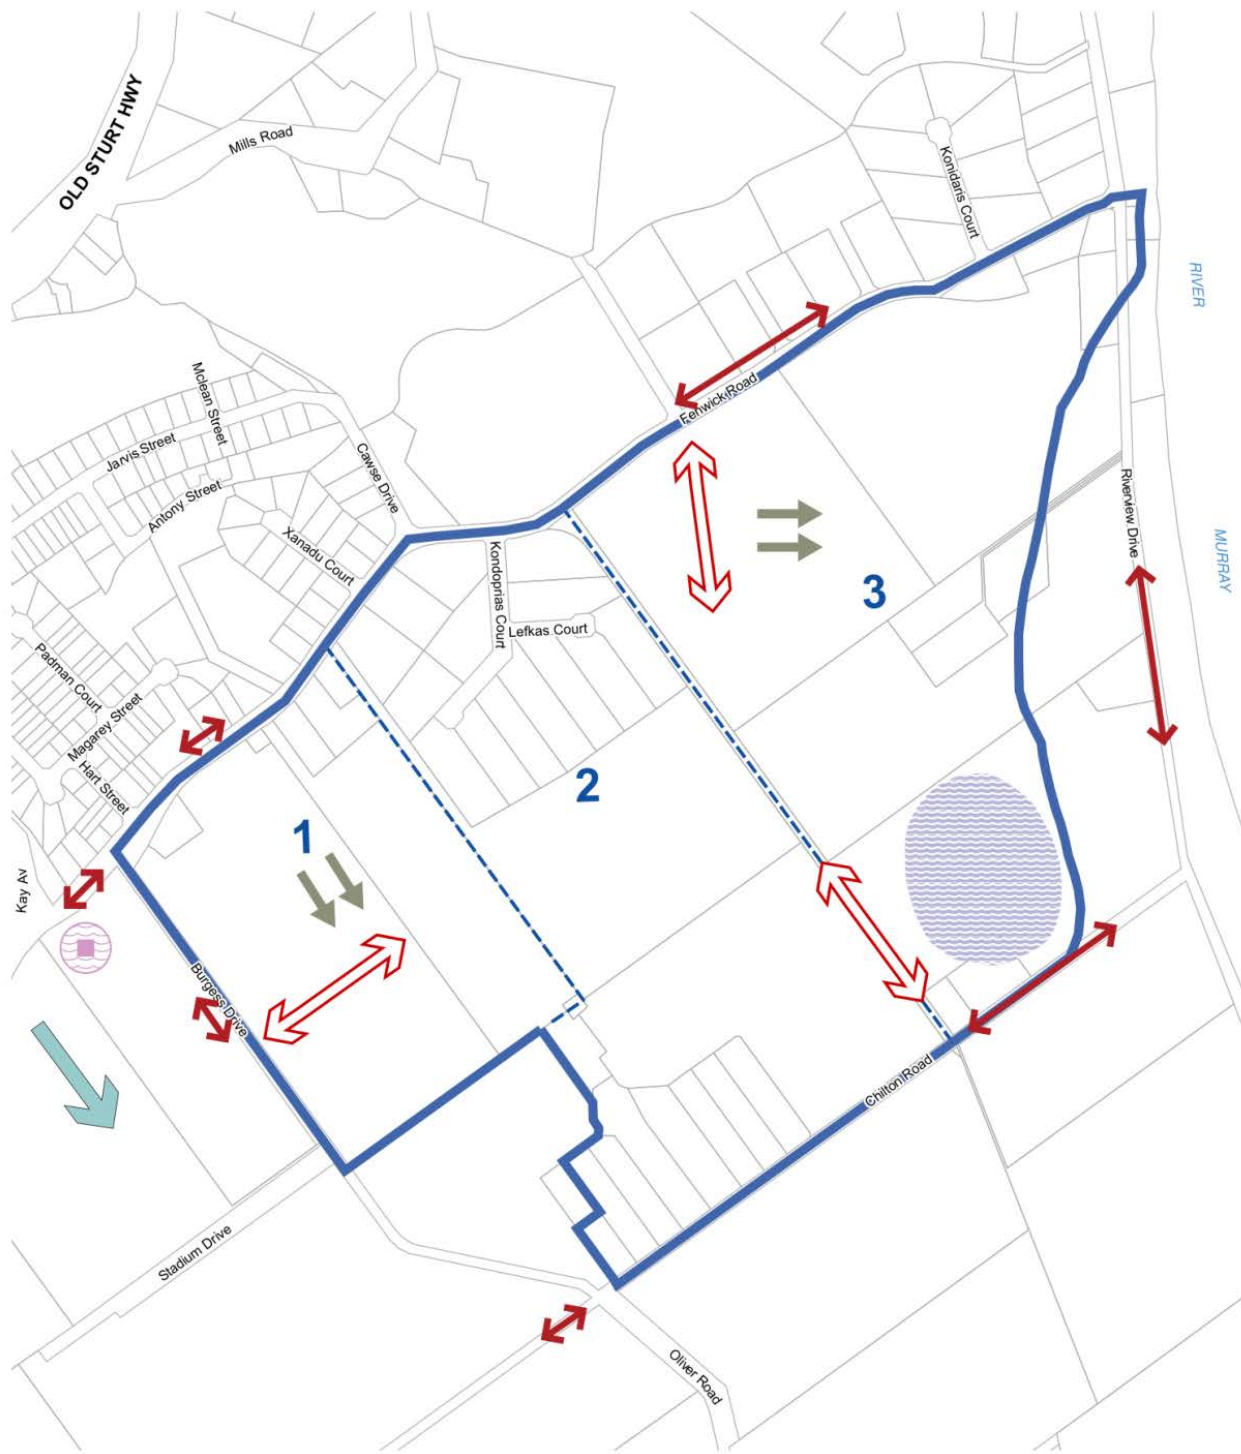 OLD STURT HWY
Mills Road
Konidaris Court
RIVER
Mclean Street
Jarvis Street
Cawse Drive
Fenwick Road
Antony Street
Riverview Drive
Xanadu Court
MURRAY
Kondoprias Court
3
Lefkas Court
Padman Court
Magarey Street
Hart Street
2
1
Kay Av
Burgess Drive
Chilton Road
Stadium Drive
Oliver Road